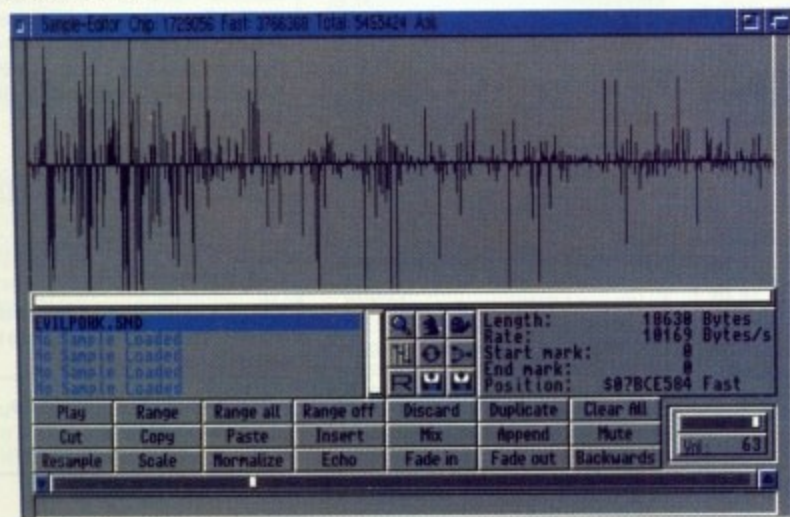 Sample-Editor Chip: 1729056 Fast: 3766368 Total: 5495424
EVILPORK.SMD
No Sample Loaded
No Sample Loaded
No Sample Loaded
No Sample Loaded
Length: 18630 Bytes
Rate: 10169 Bytes/s
Start mark: 0
End mark: 0
Position: $07BCE584 Fast
Play Range Range all Range off Discard Duplicate Clear All
Cut Copy Paste Insert Mix Append Mute
Resample Scale Normalize Echo Fade in Fade out Backwards
Vol: 63